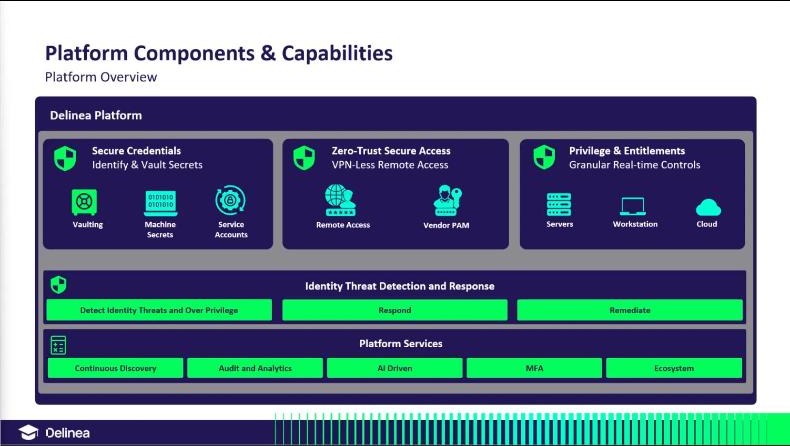 Platform Components & Capabilities
Platform Overview
Delinea Platform
Secure Credentials
Identify & Vault Secrets
Vaulting
0101010
0101010
Machine
Secrets
Service
Accounts
Zero-Trust Secure Access
VPN-Less Remote Access
Remote Access
Vendor PAM
Privilege & Entitlements
Granular Real-time Controls
Servers
Workstation
Cloud
Identity Threat Detection and Response
Detect Identity Threats and Over Privilege
Respond
Remediate
Platform Services
Continuous Discovery
Audit and Analytics
AI Driven
MFA
Ecosystem
Delinea